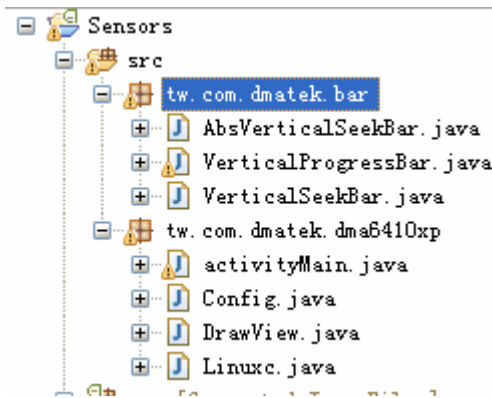 Sensors
src
tw.com.dmatek.bar
AbsVerticalSeekBar.java
VerticalProgressBar.java
VerticalSeekBar.java
tw.com.dmatek.dma6410xp
activityMain.java
Config.java
DrawView.java
Linuxc.java